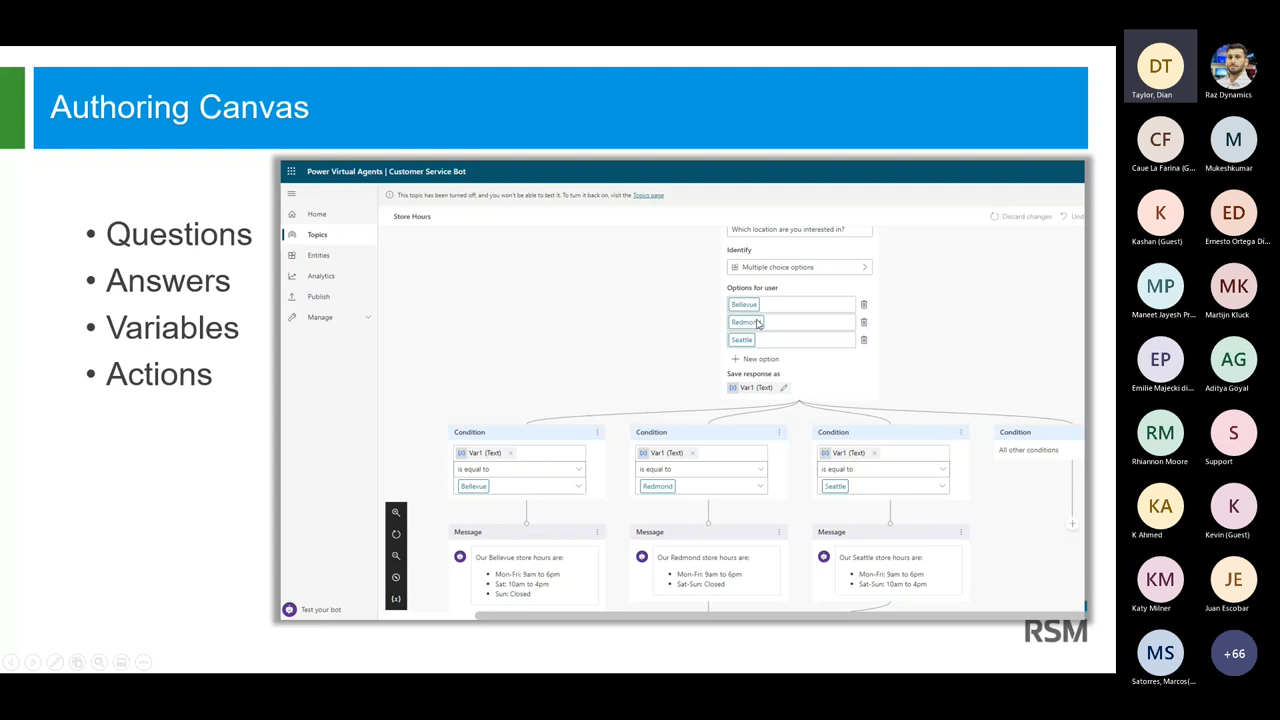 Authoring Canvas
• Questions
• Answers
• Variables
• Actions
Power Virtual Agents | Customer Service Bot
This topic has been turned off, and you won't be able to test it. To turn it back on, visit the Topics page
Store Hours
Discard changes
Und
Home
Topics
Entities
Analytics
Publish
Manage
Test your bot
Which location are you interested in?
Identify
Multiple choice options
Options for user
Bellevue
Redmond
Seattle
New option
Save response as
{x} Var1 (Text)
Condition
{x} Var1 (Text)
is equal to
Bellevue
Condition
{x} Var1 (Text)
is equal to
Redmond
Condition
{x} Var1 (Text)
is equal to
Seattle
Condition
All other conditions
Message
Our Bellevue store hours are:
• Mon-Fri: 9am to 6pm
• Sat: 10am to 4pm
• Sun: Closed
Message
Our Redmond store hours are:
• Mon-Fri: 9am to 6pm
• Sat-Sun: Closed
Message
Our Seattle store hours are:
• Mon-Fri: 9am to 6pm
• Sat-Sun: 10am to 4pm
{x}
RSM
DT
Taylor, Dian
Raz Dynamics
CF
Caue La Farina (G...
M
Mukeshkumar
K
Kashan (Guest)
ED
Ernesto Ortega Di...
MP
Maneet Jayesh Pr...
MK
Martijn Kluck
EP
Emilie Majecki di...
AG
Aditya Goyal
RM
Rhiannon Moore
S
Support
KA
K Ahmed
K
Kevin (Guest)
KM
Katy Milner
JE
Juan Escobar
MS
Satorres, Marcos(...
+66